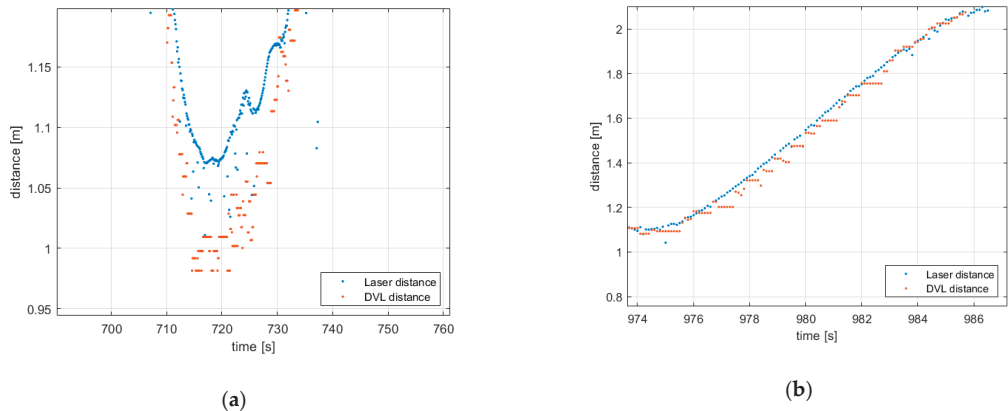 1.15
1.1
1.05
1
0.95
distance [m]
700 710 720 730 740 750 760
time [s]
Laser distance
DVL distance
(a)
2
1.8
1.6
1.4
1.2
1
0.8
distance [m]
974 976 978 980 982 984 986
time [s]
Laser distance
DVL distance
(b)